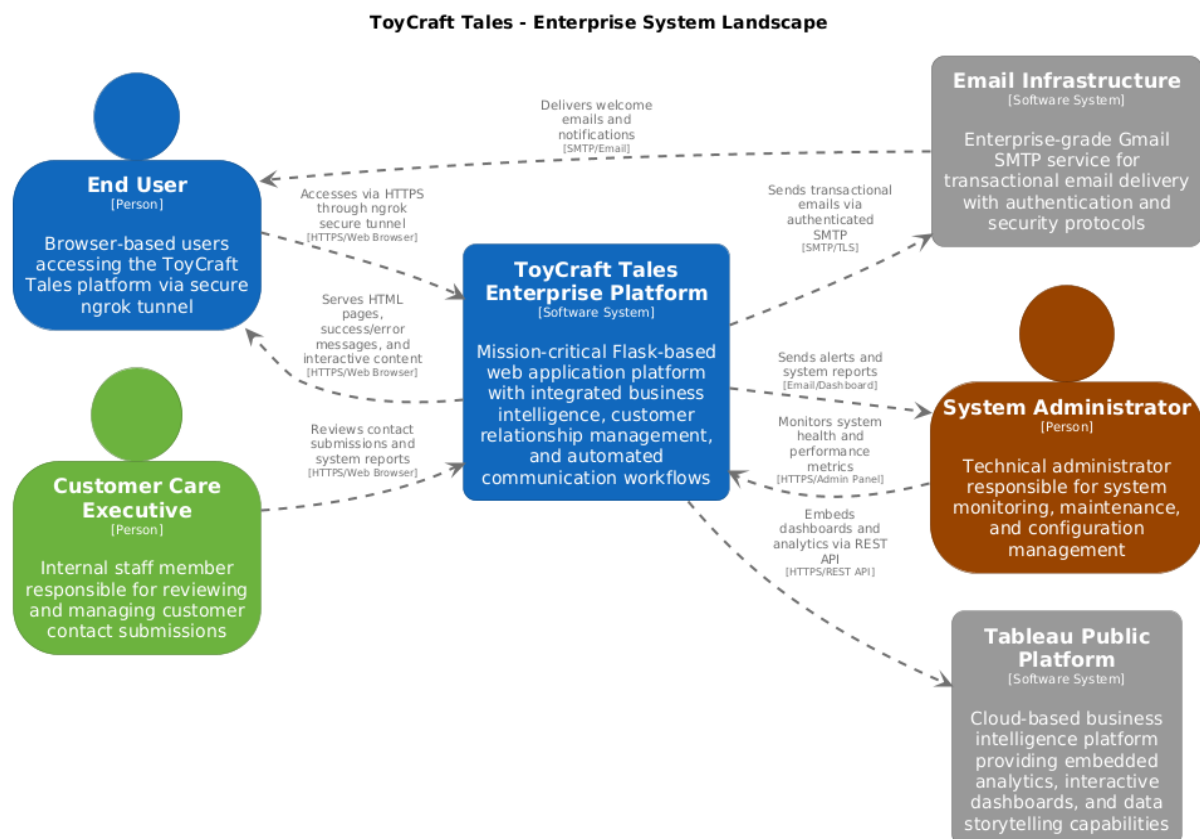 ToyCraft Tales - Enterprise System Landscape
End User
[Person]
Browser-based users
accessing the ToyCraft
Tales platform via secure
ngrok tunnel
Customer Care
Executive
[Person]
Internal staff member
responsible for reviewing
and managing customer
contact submissions
Delivers welcome
emails and
notifications
[SMTP/Email]
Accesses via HTTPS
through ngrok
secure tunnel
[HTTPS/Web Browser]
Serves HTML
pages,
success/error
messages, and
interactive content
[HTTPS/Web Browser]
Reviews contact
submissions and
system reports
[HTTPS/Web Browser]
ToyCraft Tales
Enterprise Platform
[Software System]
Mission-critical Flask-based
web application platform
with integrated business
intelligence, customer
relationship management,
and automated
communication workflows
Sends transactional
emails via
authenticated
SMTP
[SMTP/TLS]
Sends alerts and
system reports
[Email/Dashboard]
Monitors system
health and
performance
metrics
[HTTPS/Admin Panel]
Embeds
dashboards and
analytics via REST
API
[HTTPS/REST API]
Email Infrastructure
[Software System]
Enterprise-grade Gmail
SMTP service for
transactional email delivery
with authentication and
security protocols
System Administrator
[Person]
Technical administrator
responsible for system
monitoring, maintenance,
and configuration
management
Tableau Public
Platform
[Software System]
Cloud-based business
intelligence platform
providing embedded
analytics, interactive
dashboards, and data
storytelling capabilities